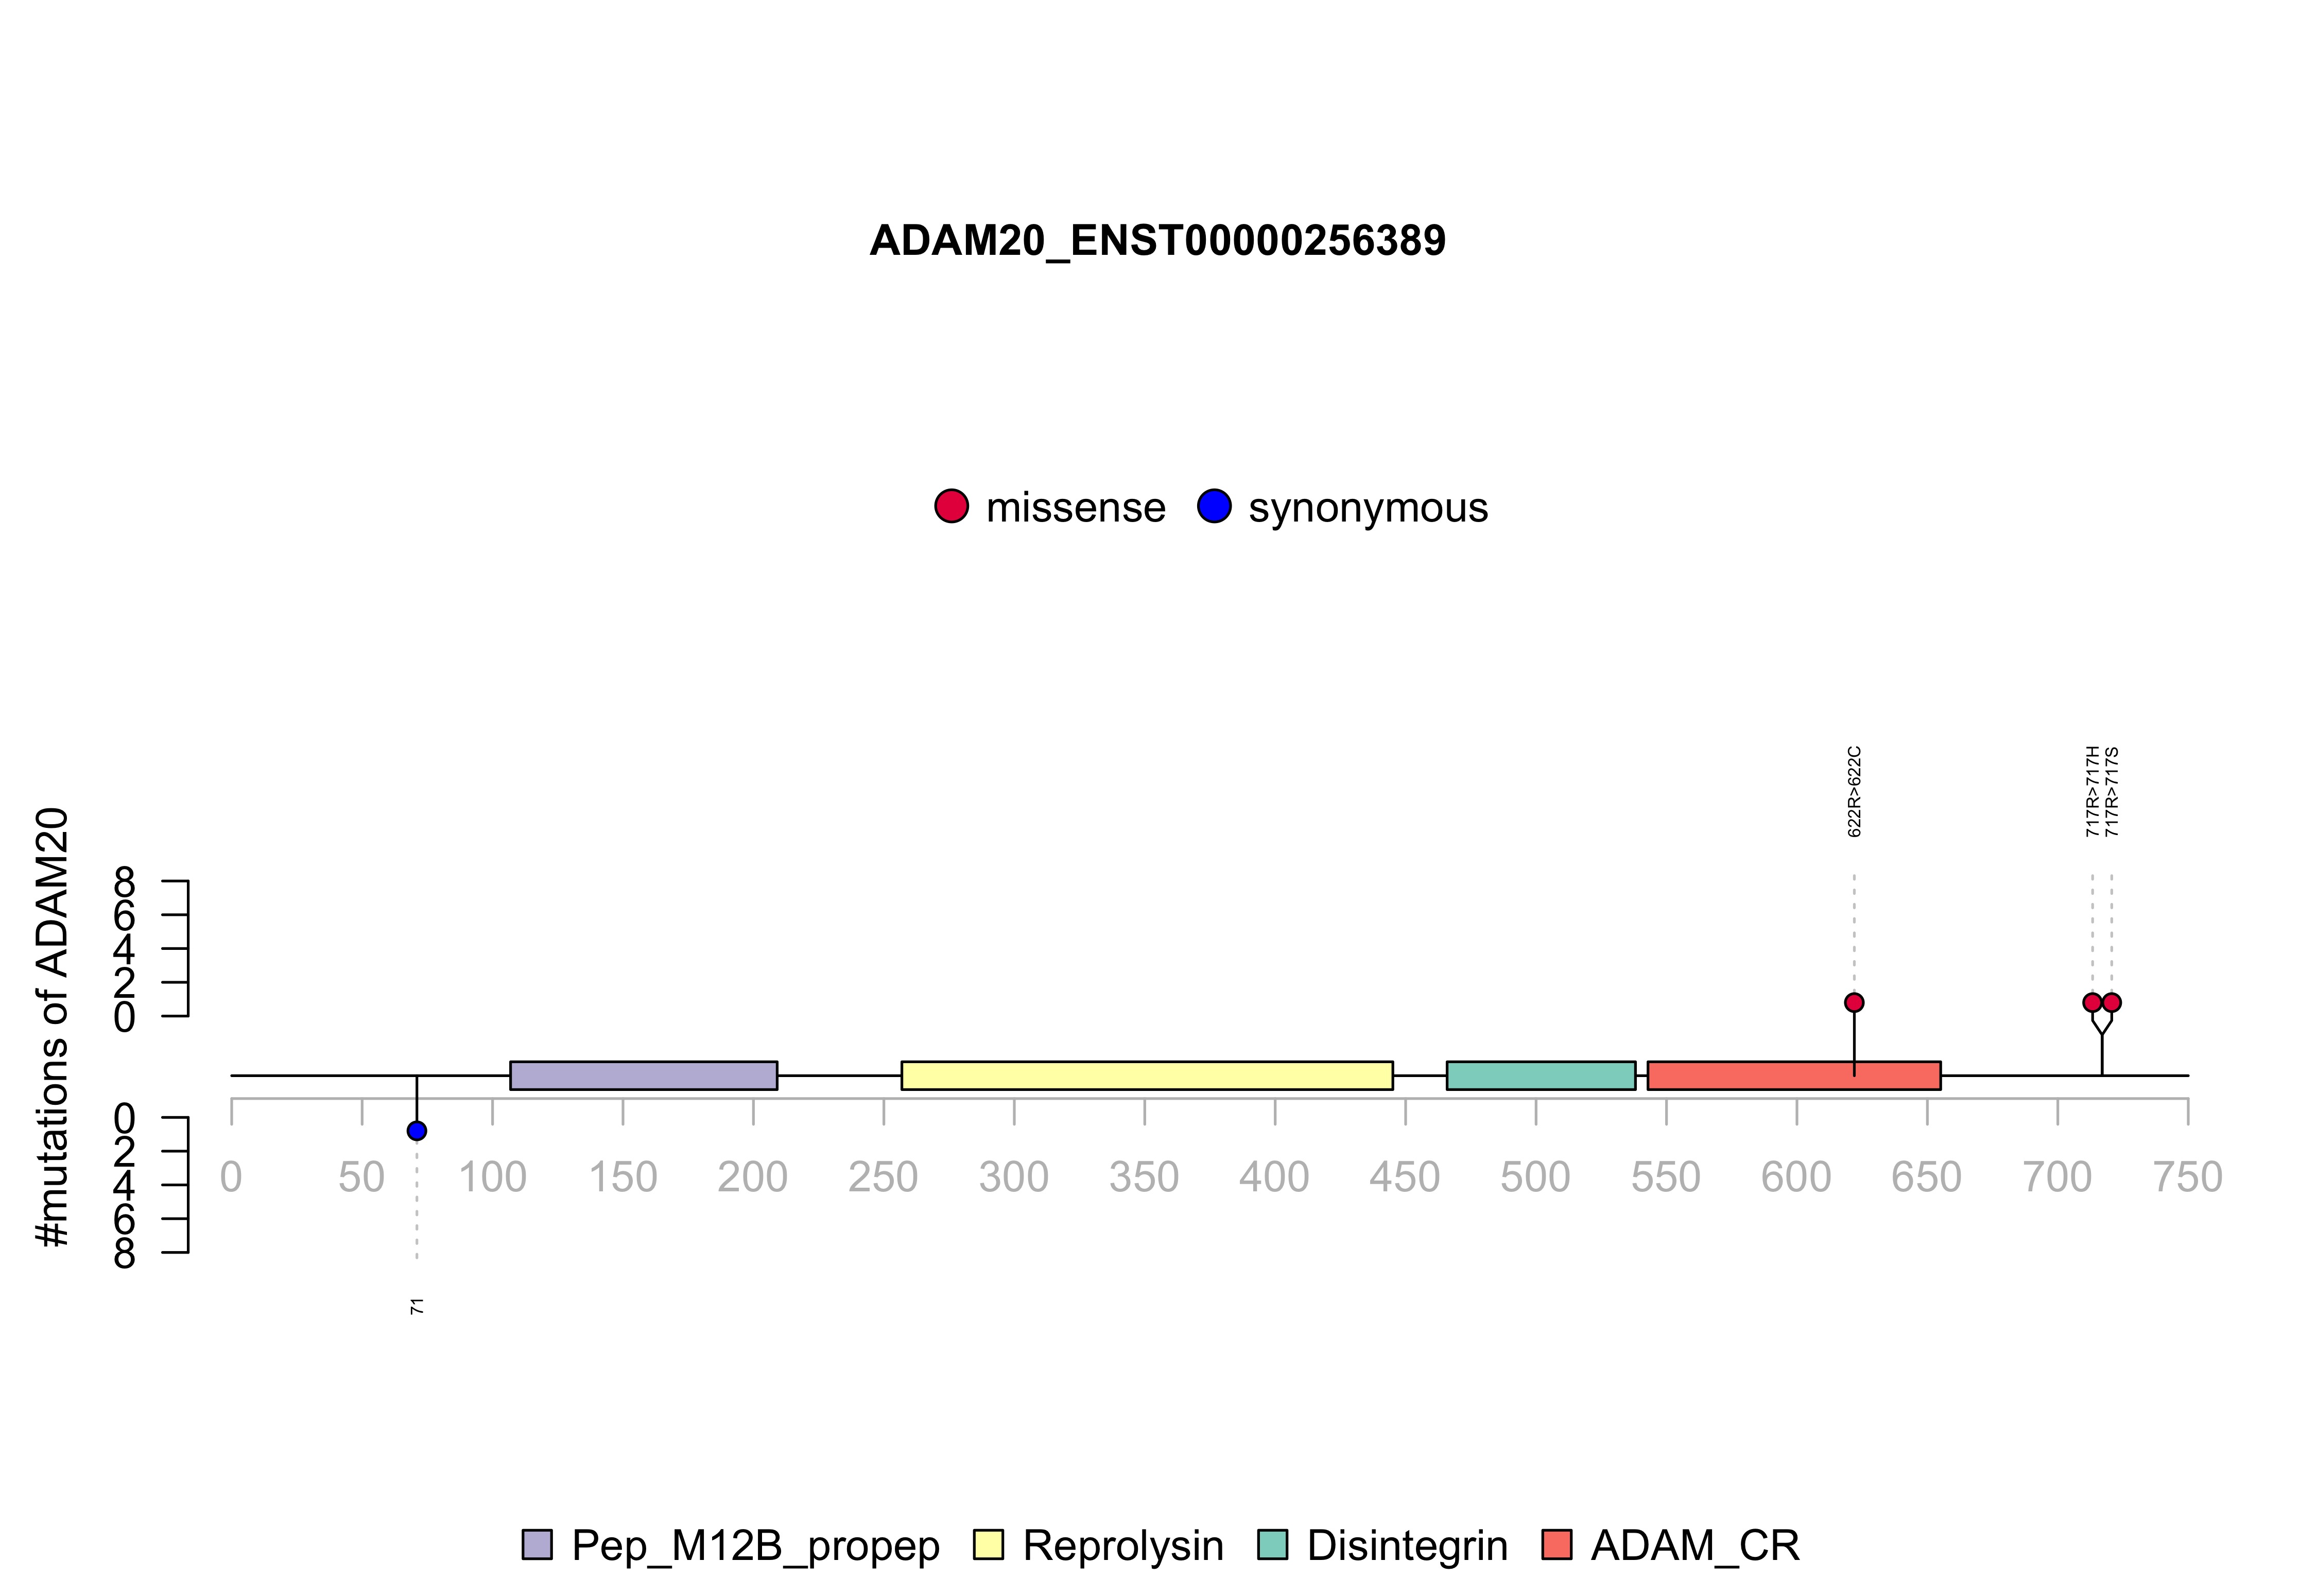 ADAM20_ENST00000256389
missense synonymous
622R>622C
717R>717H
717R>717S
#mutations of ADAM20
8
6
4
2
0
0
2
4
6
8
0 50 100 150 200 250 300 350 400 450 500 550 600 650 700 750
71
Pep_M12B_propep Reprolysin Disintegrin ADAM_CR